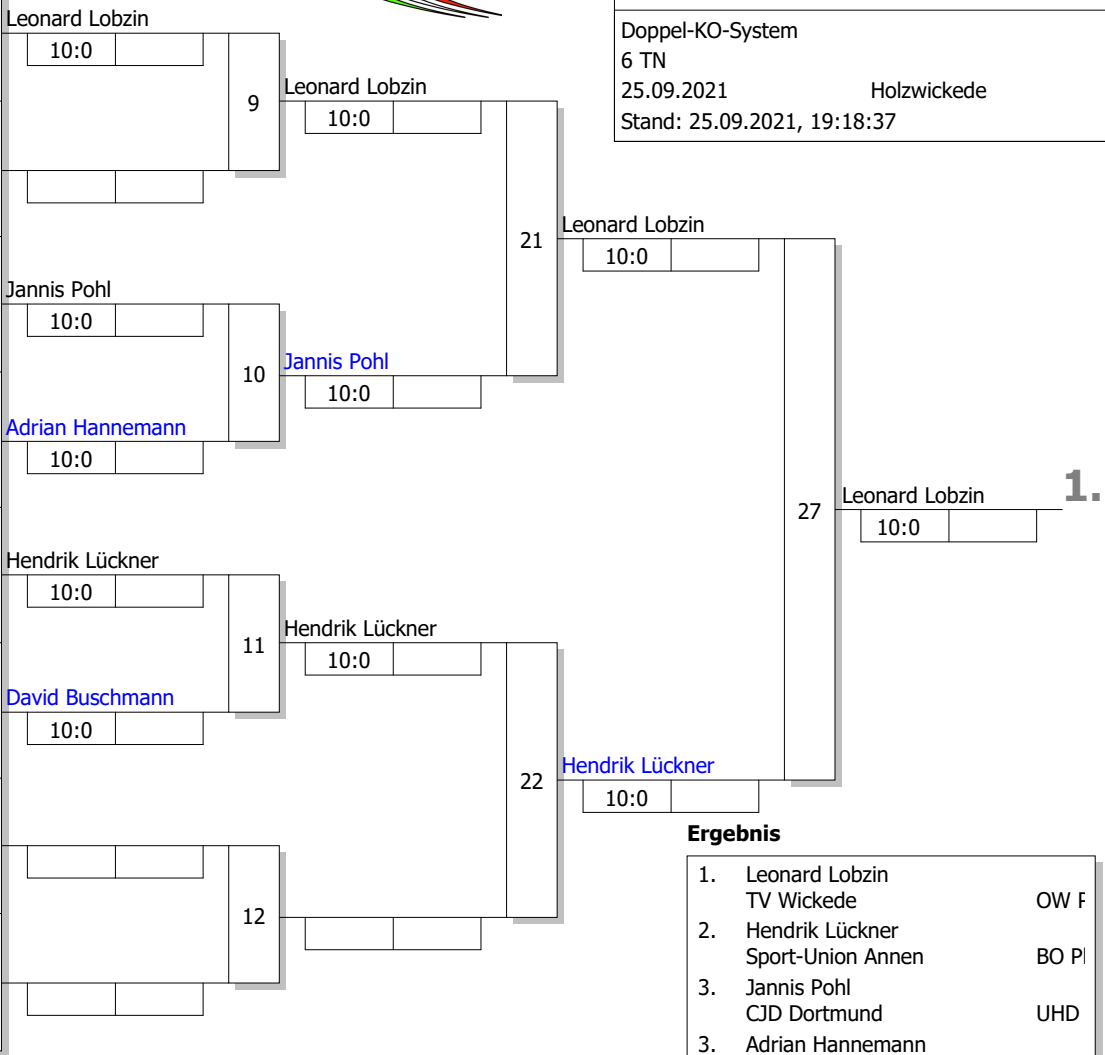 Leonard Lobzin
10:0
9
Leonard Lobzin
10:0
Doppel-KO-System
6 TN
25.09.2021 Holzwickede
Stand: 25.09.2021, 19:18:37
21
Leonard Lobzin
10:0
Jannis Pohl
10:0
10
Jannis Pohl
10:0
Adrian Hannemann
10:0
27
Leonard Lobzin
10:0
1.
Hendrik Lückner
10:0
11
Hendrik Lückner
10:0
David Buschmann
10:0
22
Hendrik Lückner
10:0
12
Ergebnis
1. Leonard Lobzin
TV Wickede OW
2. Hendrik Lückner
Sport-Union Annen BO
3. Jannis Pohl
CJD Dortmund UHD
3. Adrian Hannemann